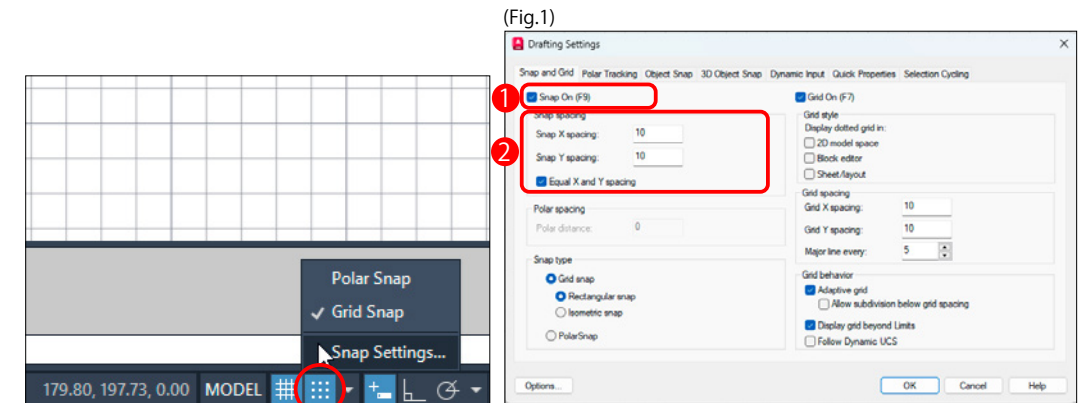 (Fig.1)
Drafting Settings
Snap and Grid Polar Tracking Object Snap 3D Object Snap Dynamic Input Quick Properties Selection Cycling
1
Snap On (F9)
Snap spacing
2
Snap X spacing: 10
Snap Y spacing: 10
Equal X and Y spacing
Polar spacing
Polar distance: 0
Snap type
Grid snap
Rectangular snap
Isometric snap
PolarSnap
Grid On (F7)
Grid style
Display dotted grid in:
2D model space
Block editor
Sheet/layout
Grid spacing
Grid X spacing: 10
Grid Y spacing: 10
Major line every: 5
Grid behavior
Adaptive grid
Allow subdivision below grid spacing
Display grid beyond Limits
Follow Dynamic UCS
Options...
OK Cancel Help
Polar Snap
Grid Snap
Snap Settings...
179.80, 197.73, 0.00 MODEL